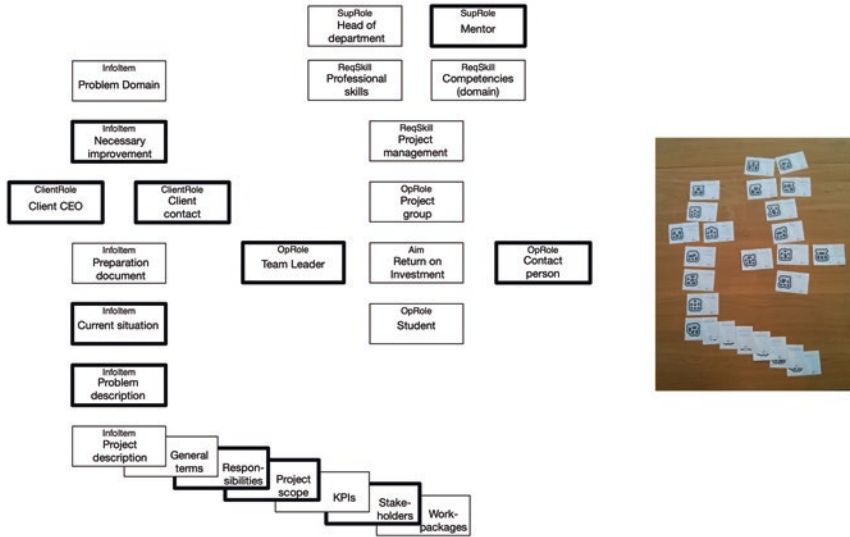 SupRole
Head of
department
SupRole
Mentor
InfoItem
Problem Domain
ReqSkill
Professional
skills
ReqSkill
Competencies
(domain)
InfoItem
Necessary
improvement
ReqSkill
Project
management
ClientRole
Client CEO
ClientRole
Client
contact
OpRole
Project
group
InfoItem
Preparation
document
OpRole
Team Leader
Aim
Return on
Investment
OpRole
Contact
person
InfoItem
Current situation
OpRole
Student
InfoItem
Problem
description
InfoItem
Project
description
General
terms
Respon-
sibilities
Project
scope
KPIs
Stake-
holders
Work-
packages